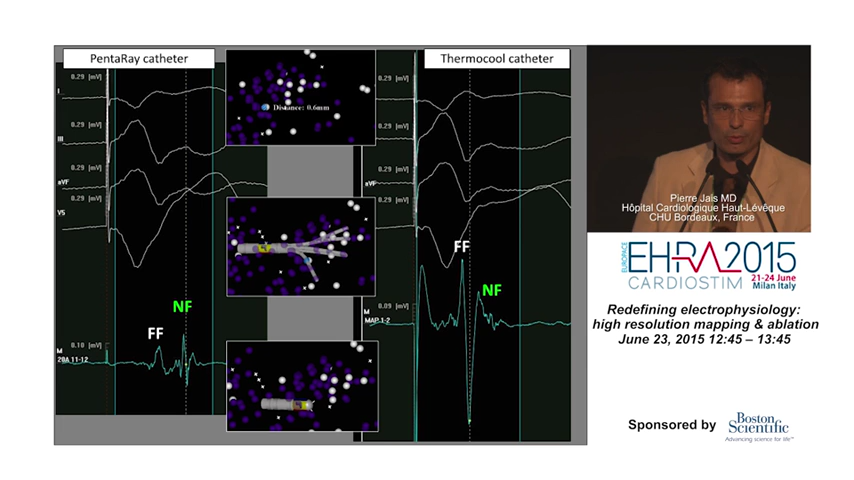 PentaRay catheter
Thermocool catheter
0.29 [mV]
I
0.29 [mV]
III
0.29 [mV]
aVF
0.29 [mV]
V5
NF
FF
0.10 [mV]
M
20A 11-12
Distance: 0.6mm
0.29 [mV]
0.29 [mV]
0.29 [mV]
aVF
0.29 [mV]
FF
NF
0.09 [mV]
M
MAP 1-2
Pierre Jaïs MD
Hôpital Cardiologique Haut-Lévêque
CHU Bordeaux, France
EUROPACE
EHRA2015
CARDIOSTIM
21-24 June
Milan Italy
Redefining electrophysiology:
high resolution mapping & ablation
June 23, 2015 12:45 – 13:45
Sponsored by
Boston
Scientific
Advancing science for life™